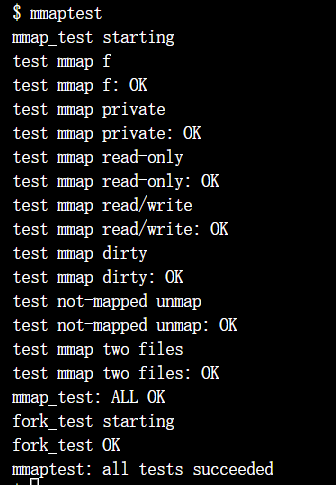 $ mmaptest
mmap_test starting
test mmap f
test mmap f: OK
test mmap private
test mmap private: OK
test mmap read-only
test mmap read-only: OK
test mmap read/write
test mmap read/write: OK
test mmap dirty
test mmap dirty: OK
test not-mapped unmap
test not-mapped unmap: OK
test mmap two files
test mmap two files: OK
mmap_test: ALL OK
fork_test starting
fork_test OK
mmaptest: all tests succeeded